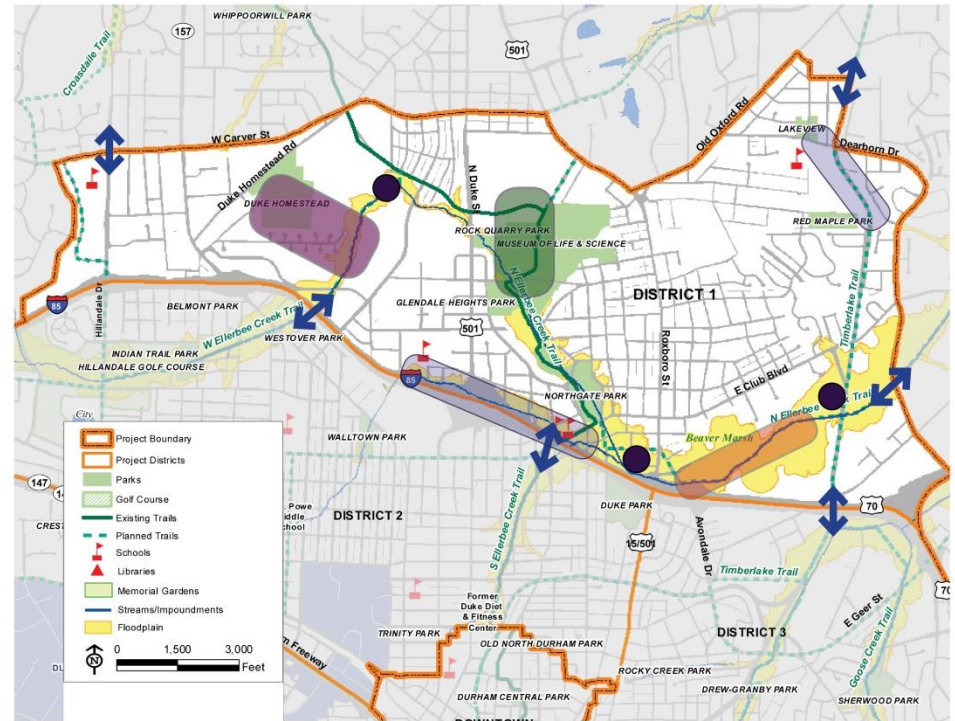 WHIPPOORWILL PARK
157
501
Croasdaile Trail
W Carver St
Old Oxford Rd
LAKEVIEW
Dearborn Dr
Duke Homestead Rd
N Duke St
DUKE HOMESTEAD
RED MAPLE PARK
ROCK QUARRY PARK
MUSEUM OF LIFE & SCIENCE
N Ellerbee Creek Trail
DISTRICT 1
Timberlake Trail
85
Hillandale Dr
BELMONT PARK
GLENDALE HEIGHTS PARK
W Ellerbee Creek Trail
501
WESTOVER PARK
Roxboro St
INDIAN TRAIL PARK
HILLANDALE GOLF COURSE
E Club Blvd
85
NORTHGATE PARK
N Ellerbee Creek Trail
City
WALLTOWN PARK
Beaver Marsh
Project Boundary
Project Districts
Parks
Golf Course
Existing Trails
Planned Trails
Schools
Libraries
Memorial Gardens
Streams/Impoundments
Floodplain
N
0 1,500 3,000
Feet
147
DISTRICT 2
DUKE PARK
70
15/501
Avondale Dr
S Ellerbee Creek Trail
Timberlake Trail
70
E Geer St
Former
Duke Diet
& Fitness
Center
DISTRICT 3
TRINITY PARK
OLD NORTH DURHAM PARK
Goose Creek Trail
ROCKY CREEK PARK
DURHAM CENTRAL PARK
DREW-GRANBY PARK
SHERWOOD PARK
DOWNTOWN